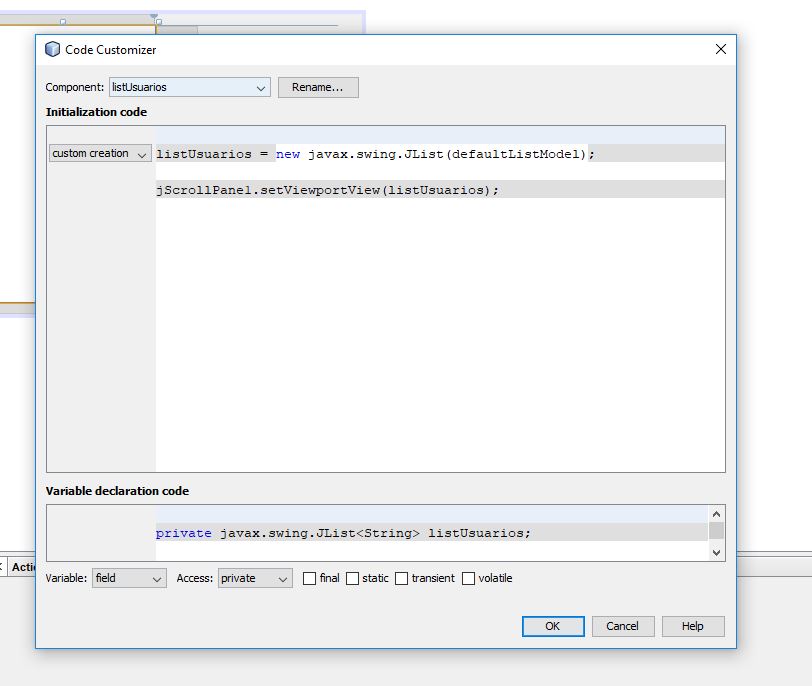 Code Customizer
Component: listUsuarios Rename...
Initialization code
custom creation listUsuarios = new javax.swing.JList(defaultListModel);
jScrollPane1.setViewportView(listUsuarios);
Variable declaration code
private javax.swing.JList<String> listUsuarios;
Actio
Variable: field Access: private final static transient volatile
OK Cancel Help